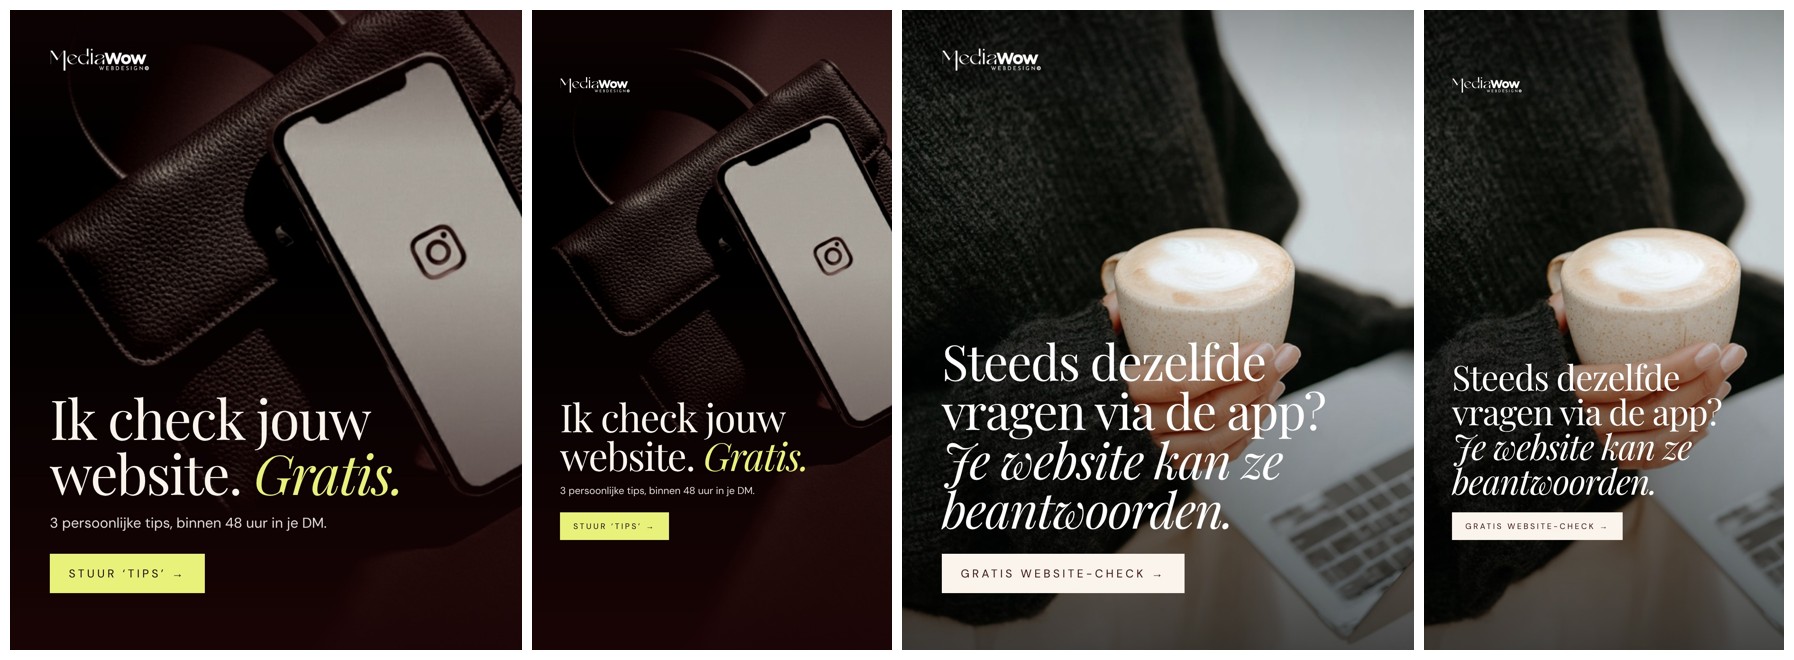 MediaWow
WEBDESIGN
Ik check jouw
website. Gratis.
3 persoonlijke tips, binnen 48 uur in je DM.
STUUR ‘TIPS’ →
MediaWow
WEBDESIGN
Ik check jouw
website. Gratis.
3 persoonlijke tips, binnen 48 uur in je DM.
STUUR ‘TIPS’ →
MediaWow
WEBDESIGN
Steeds dezelfde
vragen via de app?
Je website kan ze
beantwoorden.
GRATIS WEBSITE-CHECK →
MediaWow
WEBDESIGN
Steeds dezelfde
vragen via de app?
Je website kan ze
beantwoorden.
GRATIS WEBSITE-CHECK →